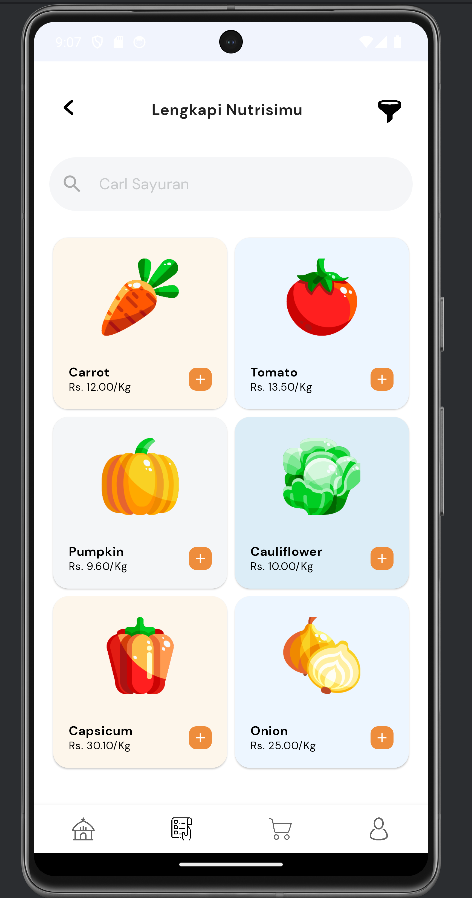 9:07
Lengkapi Nutrisimu
Cari Sayuran
Carrot
Rs. 12.00/Kg
Tomato
Rs. 13.50/Kg
Pumpkin
Rs. 9.60/Kg
Cauliflower
Rs. 10.00/Kg
Capsicum
Rs. 30.10/Kg
Onion
Rs. 25.00/Kg